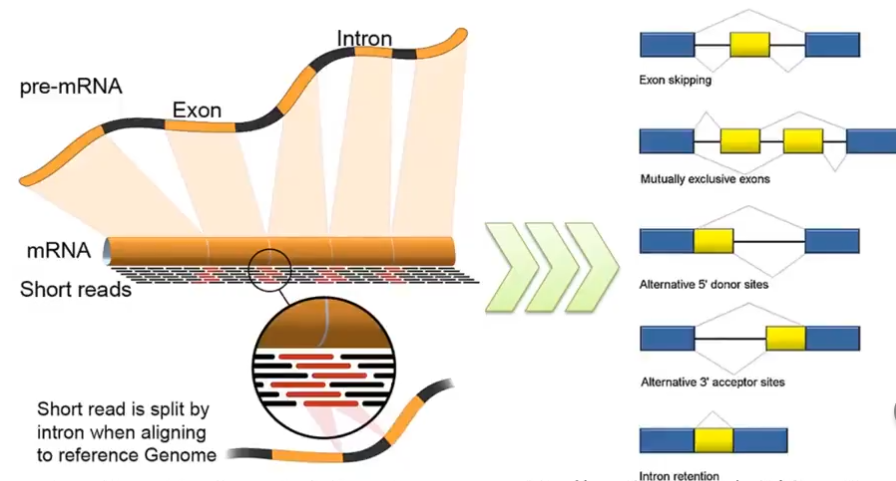 pre-mRNA
Exon
Intron
mRNA
Short reads
Short read is split by
intron when aligning
to reference Genome
Exon skipping
Mutually exclusive exons
Alternative 5' donor sites
Alternative 3' acceptor sites
Intron retention